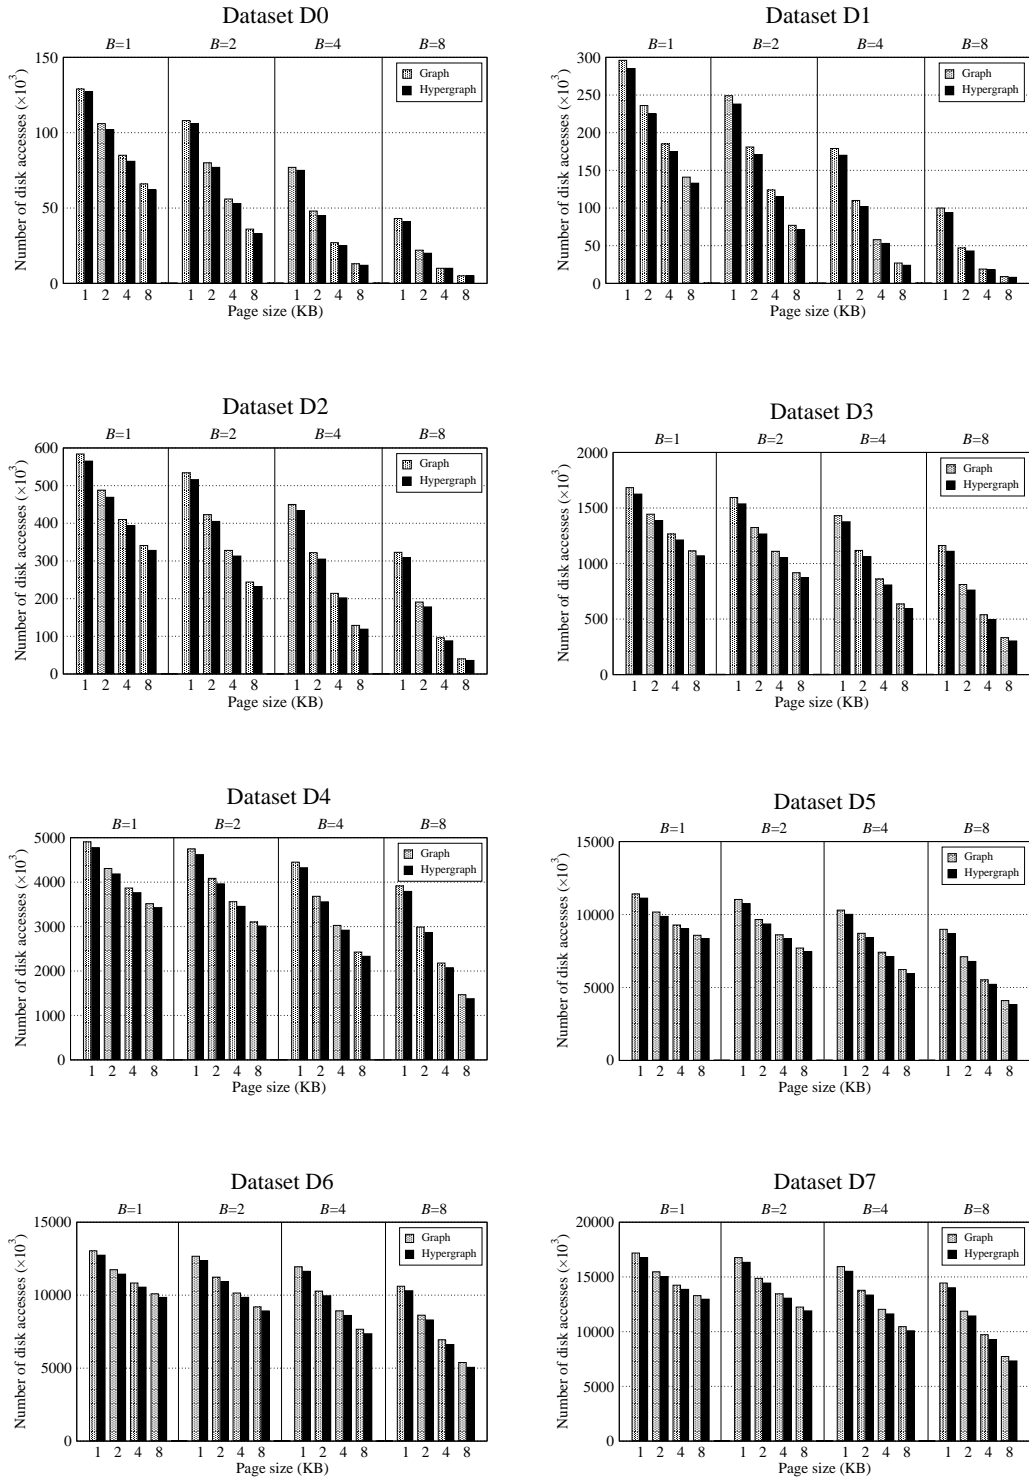 Dataset D0
B=1 B=2 B=4 B=8
Number of disk accesses (×10³)
150
100
50
0
Graph
Hypergraph
1 2 4 8 1 2 4 8 1 2 4 8 1 2 4 8
Page size (KB)
Dataset D1
B=1 B=2 B=4 B=8
Number of disk accesses (×10³)
300
250
200
150
100
50
0
Graph
Hypergraph
1 2 4 8 1 2 4 8 1 2 4 8 1 2 4 8
Page size (KB)
Dataset D2
B=1 B=2 B=4 B=8
Number of disk accesses (×10³)
600
500
400
300
200
100
0
Graph
Hypergraph
1 2 4 8 1 2 4 8 1 2 4 8 1 2 4 8
Page size (KB)
Dataset D3
B=1 B=2 B=4 B=8
Number of disk accesses (×10³)
2000
1500
1000
500
0
Graph
Hypergraph
1 2 4 8 1 2 4 8 1 2 4 8 1 2 4 8
Page size (KB)
Dataset D4
B=1 B=2 B=4 B=8
Number of disk accesses (×10³)
5000
4000
3000
2000
1000
0
Graph
Hypergraph
1 2 4 8 1 2 4 8 1 2 4 8 1 2 4 8
Page size (KB)
Dataset D5
B=1 B=2 B=4 B=8
Number of disk accesses (×10³)
15000
10000
5000
0
Graph
Hypergraph
1 2 4 8 1 2 4 8 1 2 4 8 1 2 4 8
Page size (KB)
Dataset D6
B=1 B=2 B=4 B=8
Number of disk accesses (×10³)
15000
10000
5000
0
Graph
Hypergraph
1 2 4 8 1 2 4 8 1 2 4 8 1 2 4 8
Page size (KB)
Dataset D7
B=1 B=2 B=4 B=8
Number of disk accesses (×10³)
20000
15000
10000
5000
0
Graph
Hypergraph
1 2 4 8 1 2 4 8 1 2 4 8 1 2 4 8
Page size (KB)